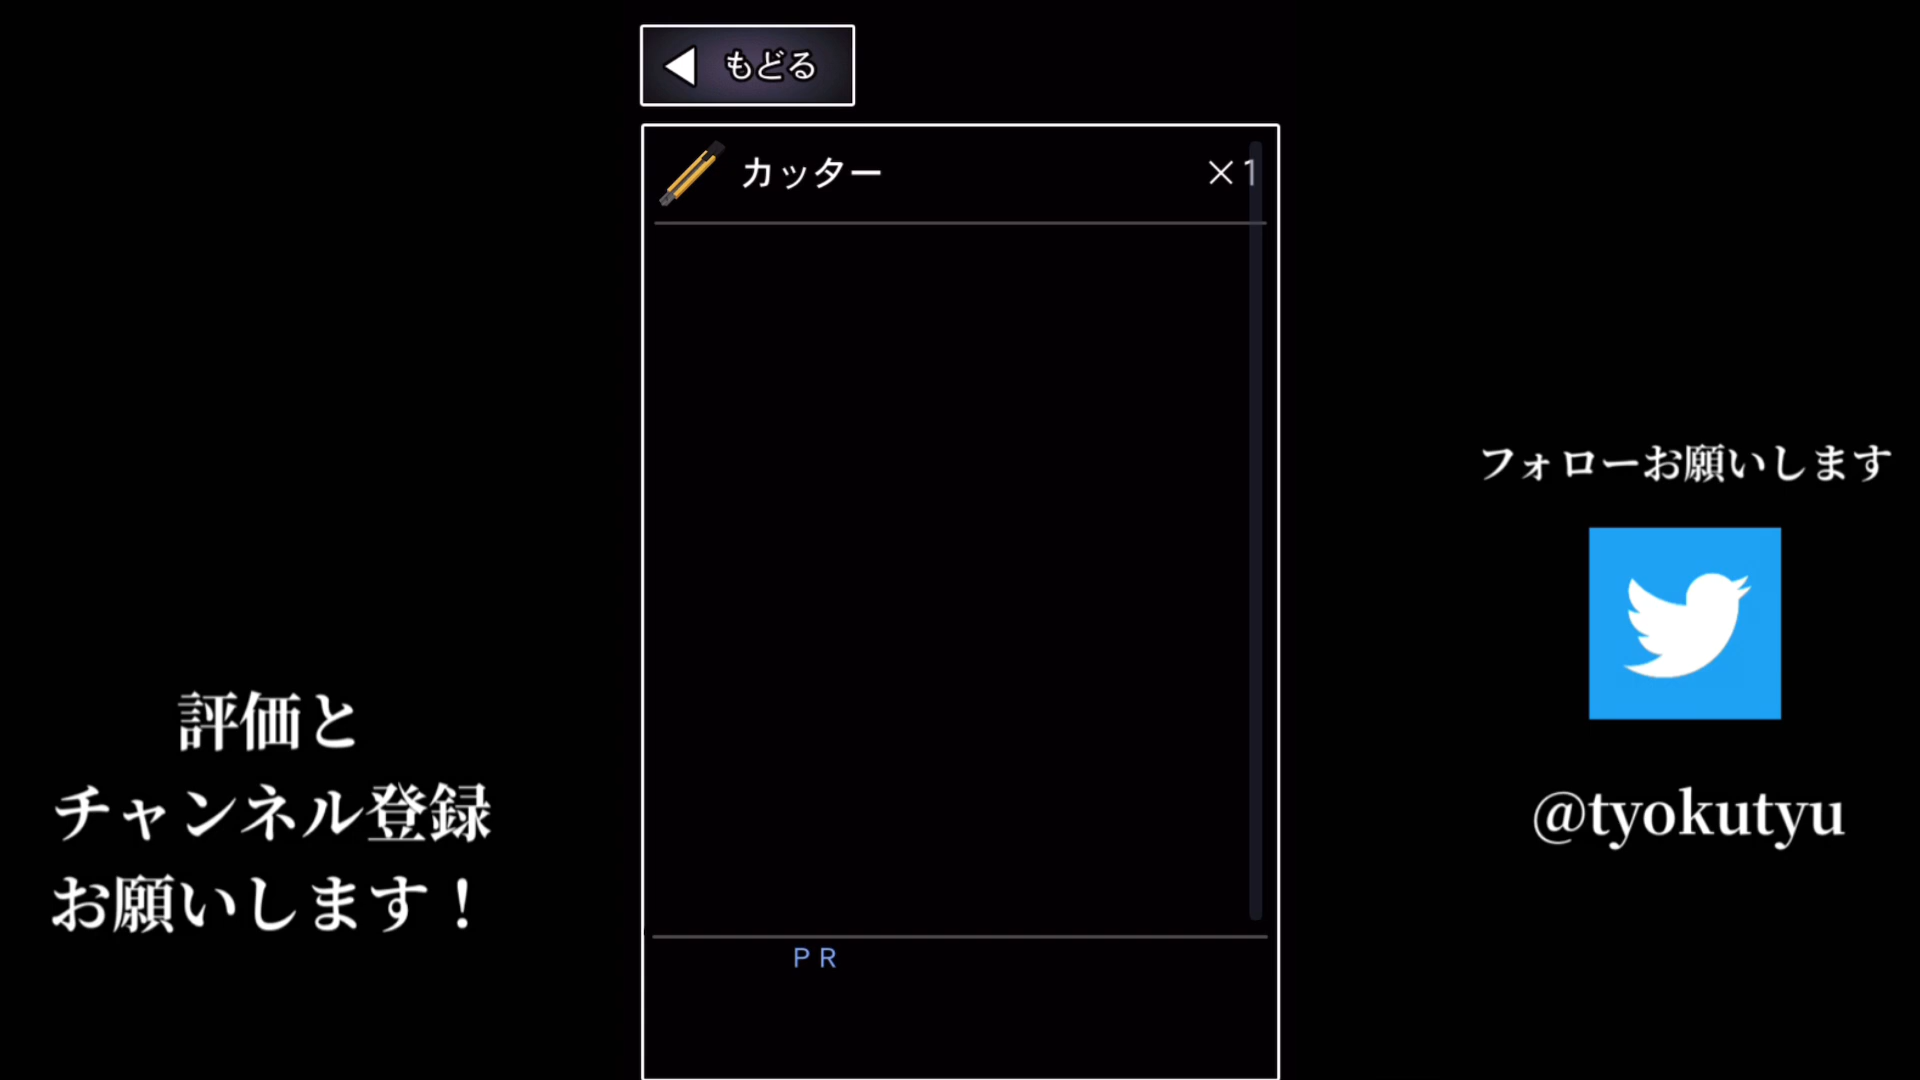 もどる
カッター ×1
フォローお願いします
評価と
チャンネル登録
お願いします！
@tyokutyu
ＰＲ